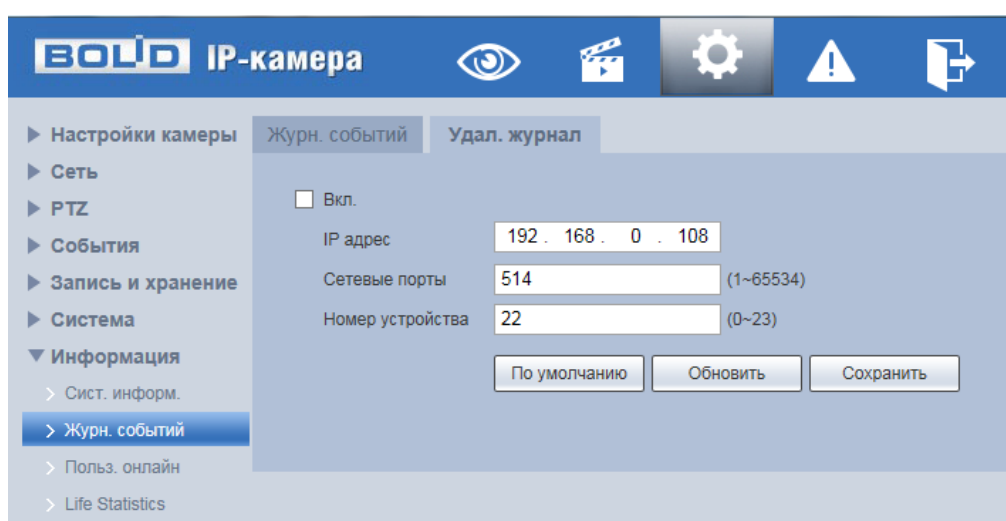 BOLID IP-камера
Настройки камеры
Сеть
PTZ
События
Запись и хранение
Система
Информация
Сист. информ.
Журн. событий
Польз. онлайн
Life Statistics
Журн. событий Удал. журнал
Вкл.
IP адрес 192 . 168 . 0 . 108
Сетевые порты 514 (1~65534)
Номер устройства 22 (0~23)
По умолчанию Обновить Сохранить